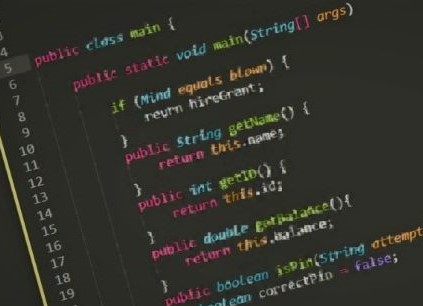 4
5 public class main {
6 public static void main(String[] args)
7 if (Mind equals blown) {
8 reurn hireGrant;
9 }
10 public String getName() {
11 return this.name;
12 }
13 public int getID() {
14 return this.id;
15 }
16 public double getBalance(){
17 return this.balance;
18 }
19 public boolean isPin(String attempt
boolean correctPin = false;